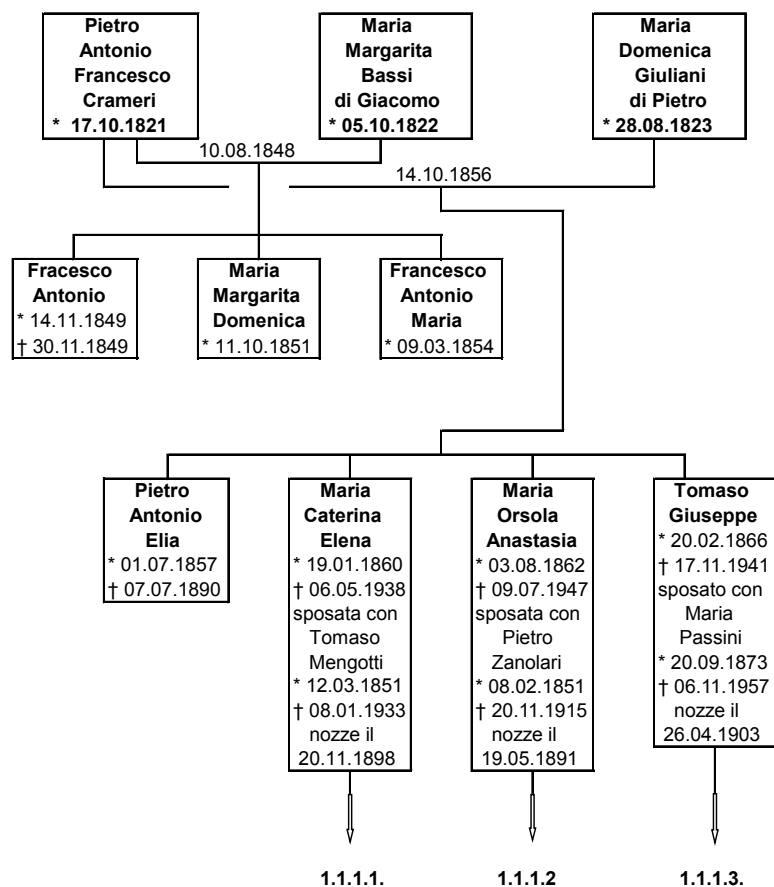 Pietro
Antonio
Francesco
Crameri
* 17.10.1821
Maria
Margarita
Bassi
di Giacomo
* 05.10.1822
Maria
Domenica
Giuliani
di Pietro
* 28.08.1823
10.08.1848
14.10.1856
Fracesco
Antonio
* 14.11.1849
† 30.11.1849
Maria
Margarita
Domenica
* 11.10.1851
Francesco
Antonio
Maria
* 09.03.1854
Pietro
Antonio
Elia
* 01.07.1857
† 07.07.1890
Maria
Caterina
Elena
* 19.01.1860
† 06.05.1938
sposata con
Tomaso
Mengotti
* 12.03.1851
† 08.01.1933
nozze il
20.11.1898
Maria
Orsola
Anastasia
* 03.08.1862
† 09.07.1947
sposata con
Pietro
Zanolari
* 08.02.1851
† 20.11.1915
nozze il
19.05.1891
Tomaso
Giuseppe
* 20.02.1866
† 17.11.1941
sposato con
Maria
Passini
* 20.09.1873
† 06.11.1957
nozze il
26.04.1903
1.1.1.1.
1.1.1.2
1.1.1.3.